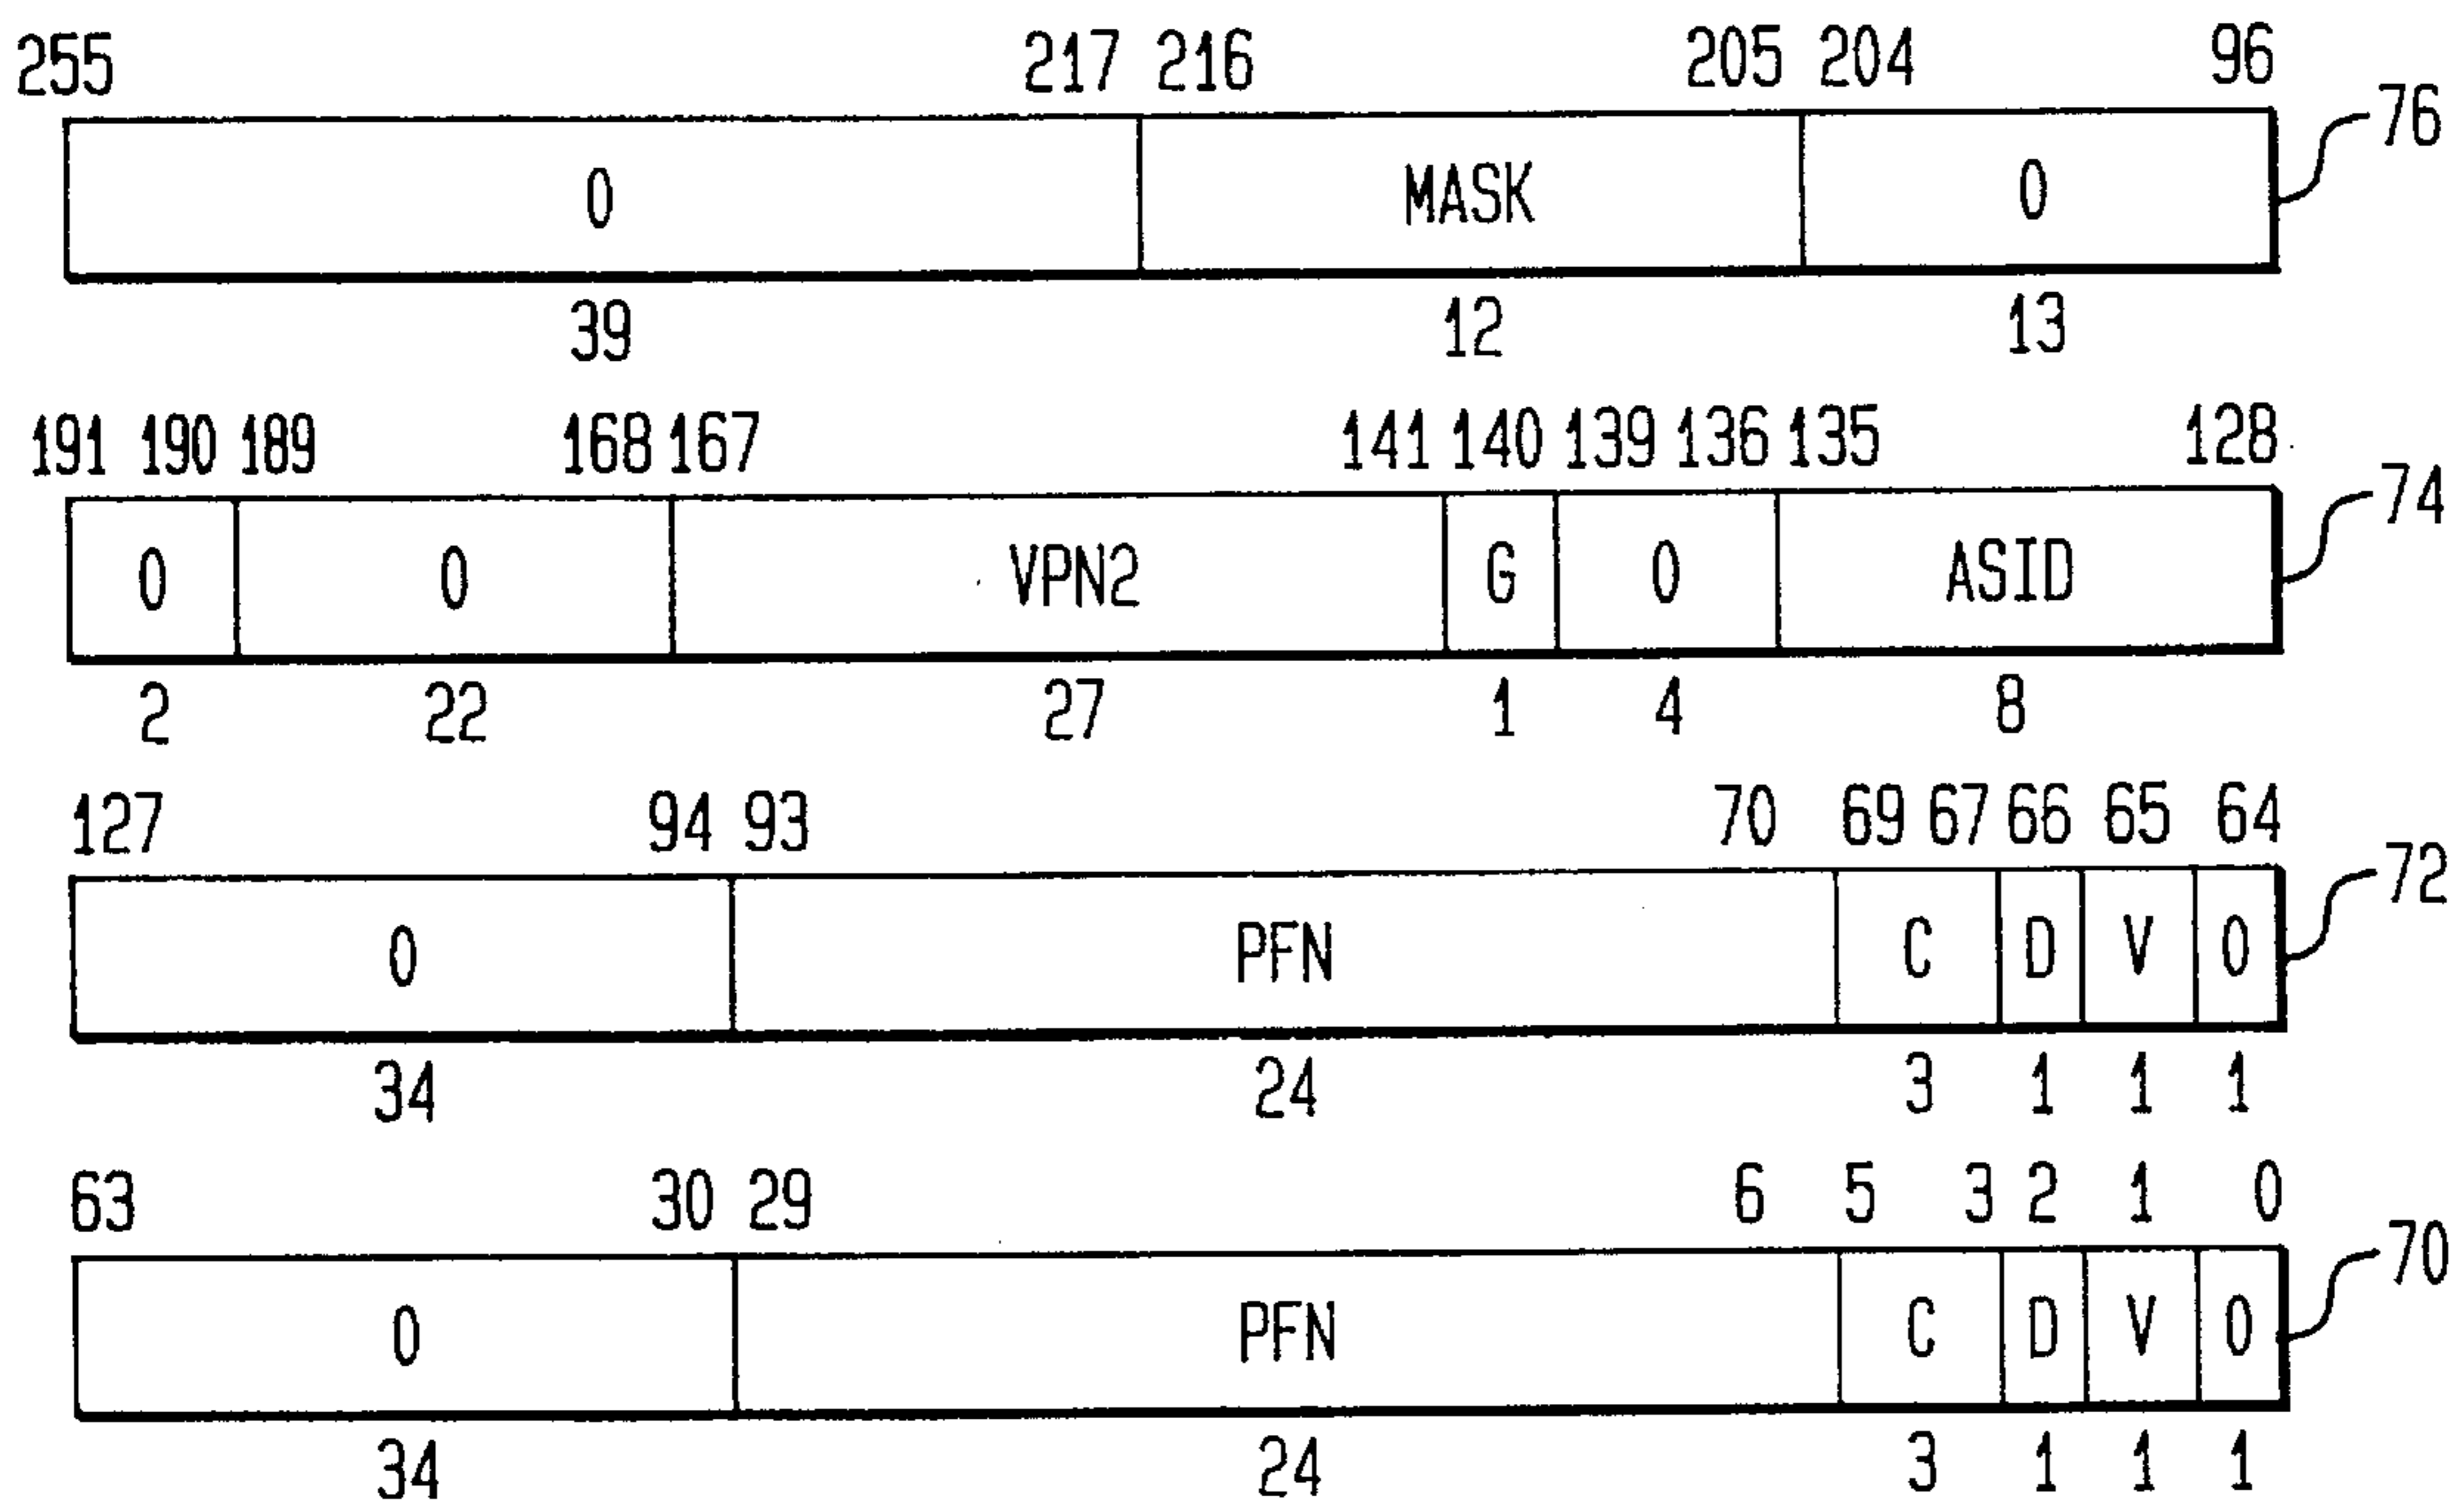 255 217 216 205 204 96
76
0 MASK 0
39 12 13
191 190 189 168 167 141 140 139 136 135 128
74
0 0 VPN2 G 0 ASID
2 22 27 1 4 8
127 94 93 70 69 67 66 65 64
72
0 PFN C D V 0
34 24 3 1 1 1
63 30 29 6 5 3 2 1 0
70
0 PFN C D V 0
34 24 3 1 1 1